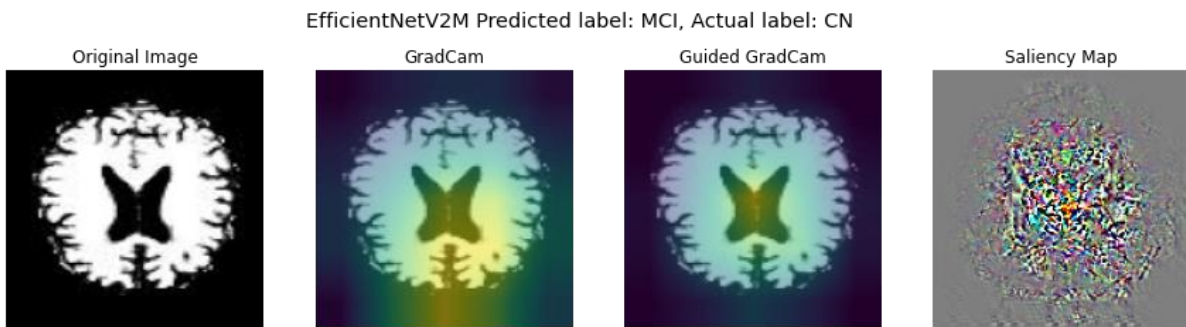 EfficientNetV2M Predicted label: MCI, Actual label: CN
Original Image
GradCam
Guided GradCam
Saliency Map